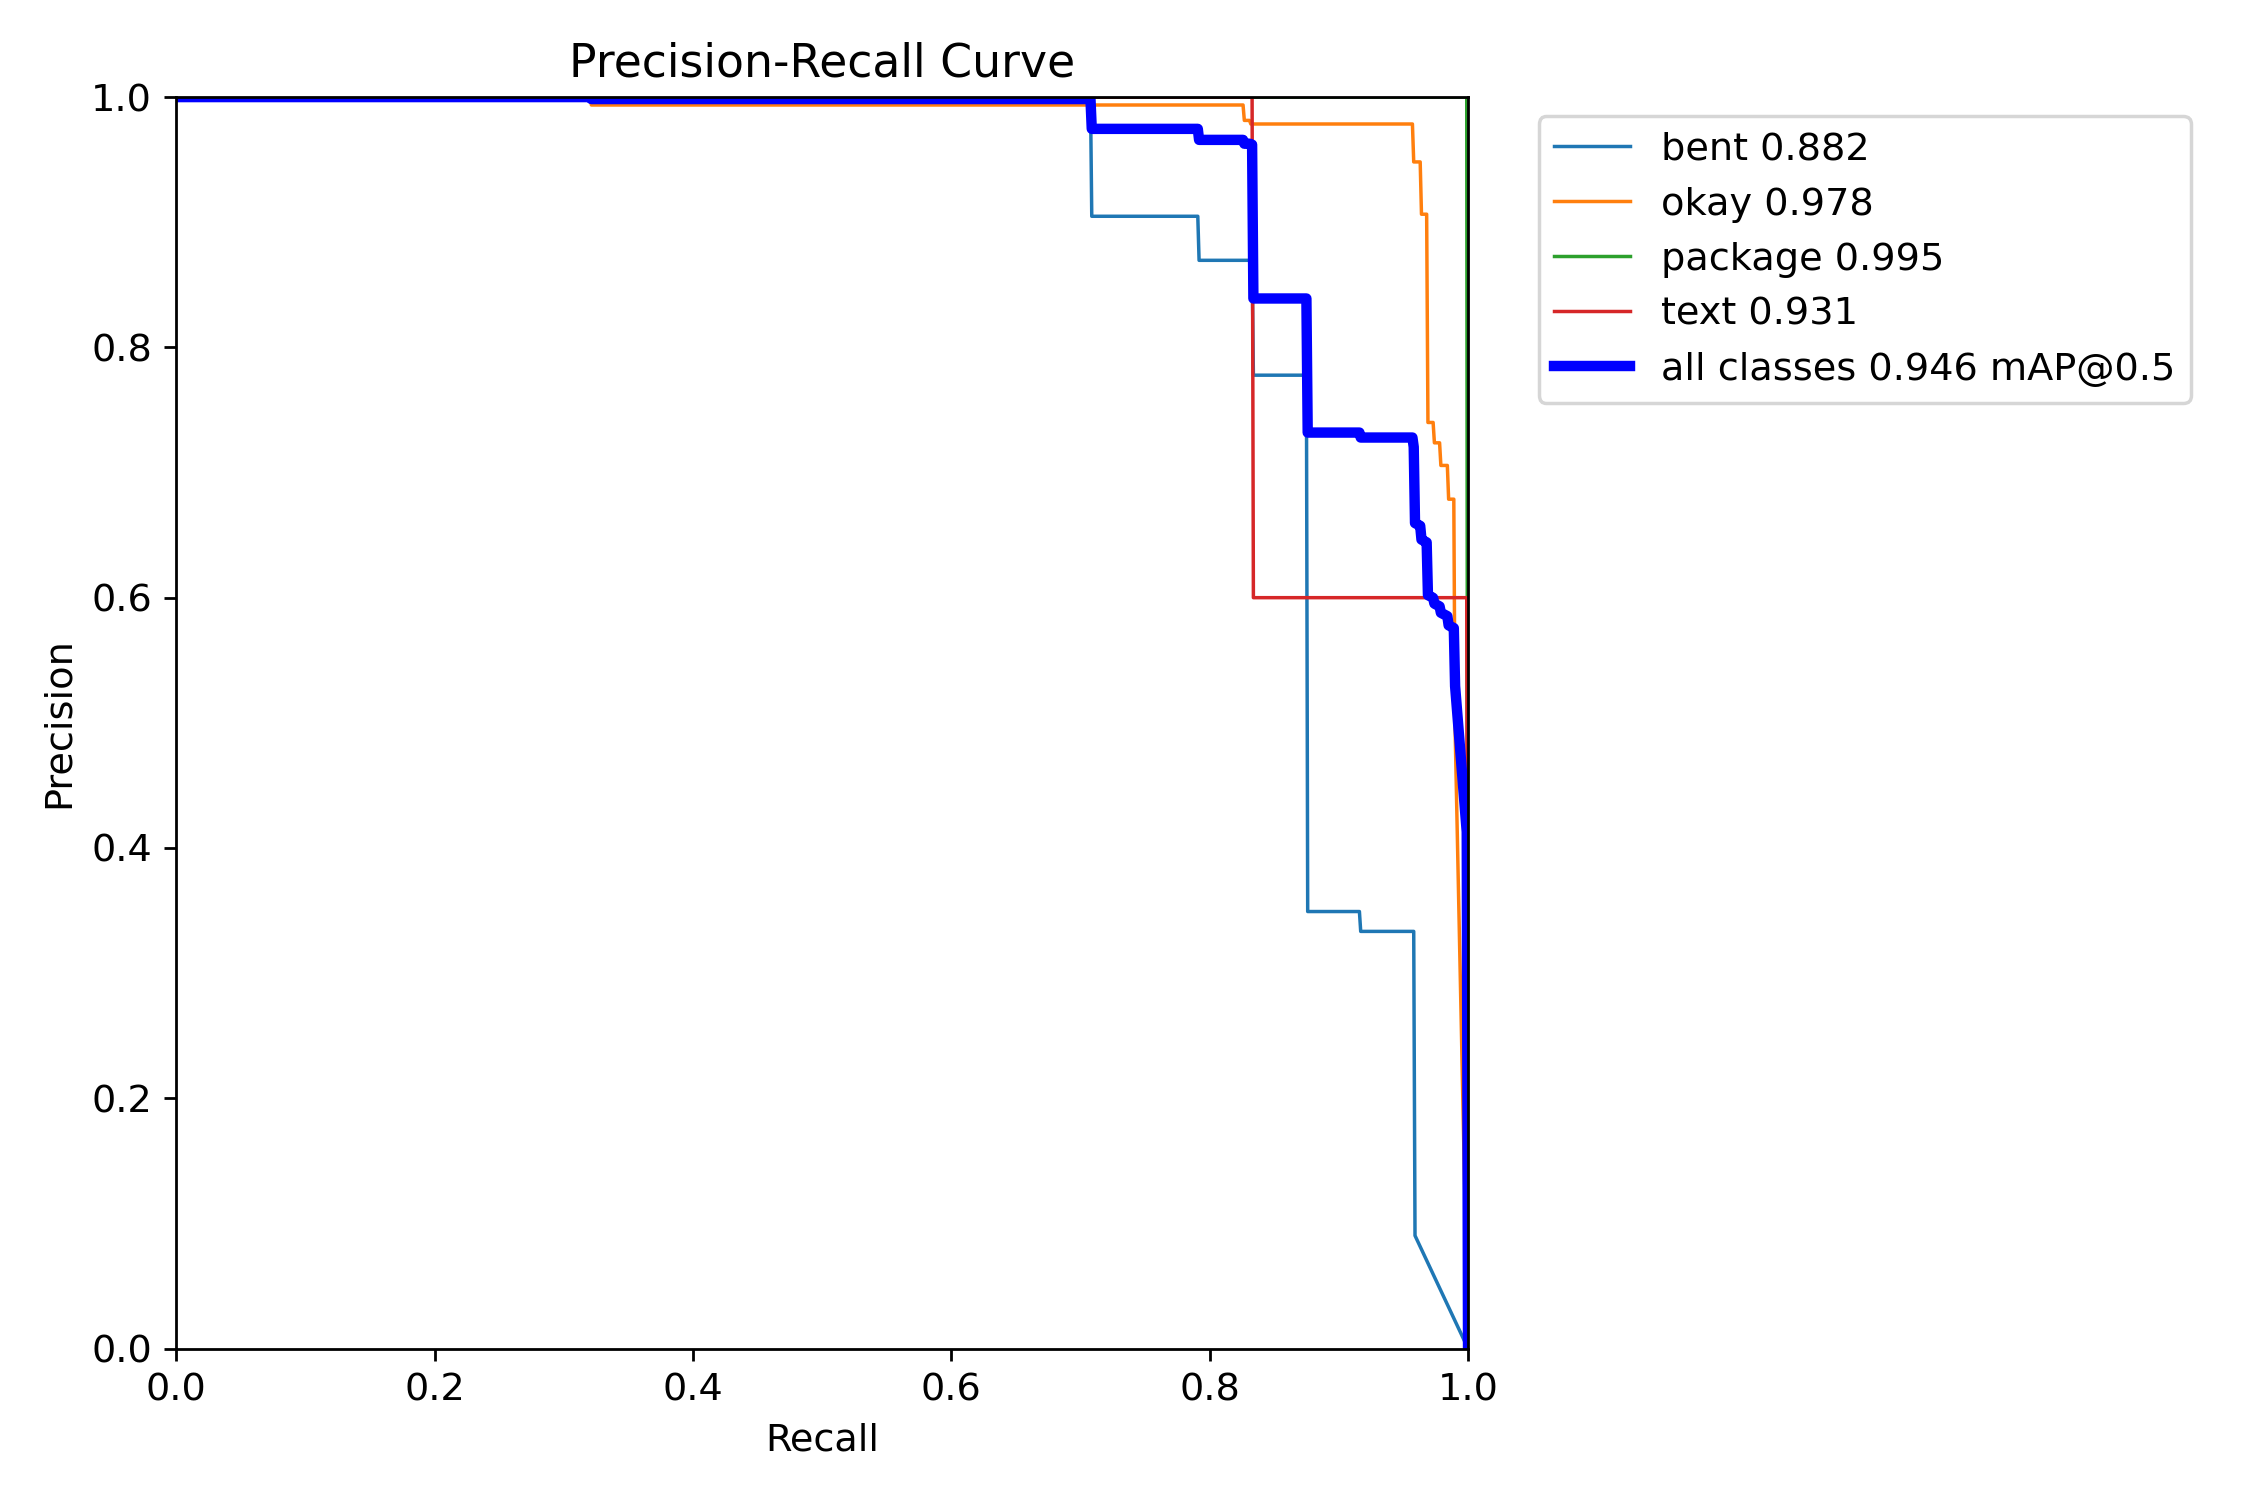 Precision-Recall Curve
1.0
0.8
0.6
0.4
0.2
0.0
Precision
0.0 0.2 0.4 0.6 0.8 1.0
Recall
bent 0.882
okay 0.978
package 0.995
text 0.931
all classes 0.946 mAP@0.5